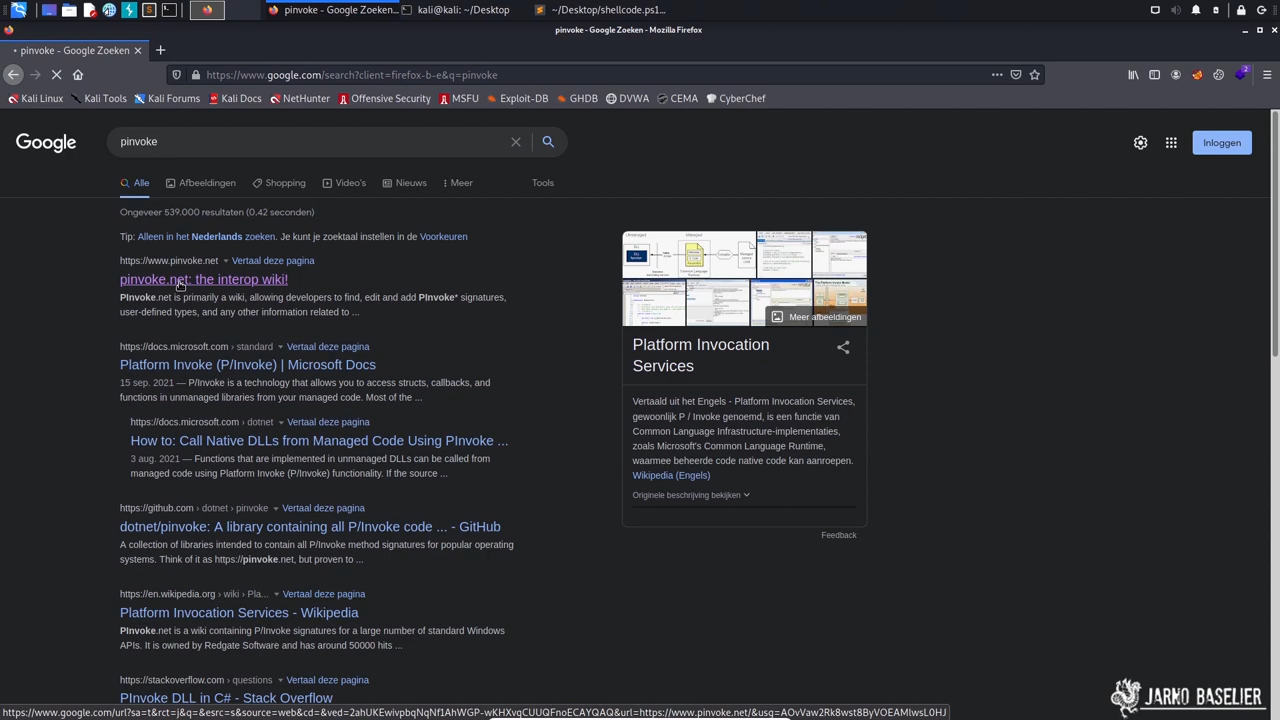 pinvoke - Google Zoeken...
kali@kali: ~/Desktop
~/Desktop/shellcode.ps1...
pinvoke - Google Zoeken - Mozilla Firefox
pinvoke - Google Zoeken
https://www.google.com/search?client=firefox-b-e&q=pinvoke
Kali Linux
Kali Tools
Kali Forums
Kali Docs
NetHunter
Offensive Security
MSFU
Exploit-DB
GHDB
DVWA
CEMA
CyberChef
Google
pinvoke
Inloggen
Alle
Afbeeldingen
Shopping
Video's
Nieuws
Meer
Tools
Ongeveer 539.000 resultaten (0,42 seconden)
Tip: Alleen in het Nederlands zoeken. Je kunt je zoektaal instellen in de Voorkeuren
https://www.pinvoke.net Vertaal deze pagina
PInvoke.net is primarily a wiki, allowing developers to find, edit and add PInvoke* signatures,
user-defined types, and any other information related to ...
https://docs.microsoft.com › standard Vertaal deze pagina
Platform Invoke (P/Invoke) | Microsoft Docs
15 sep. 2021 — P/Invoke is a technology that allows you to access structs, callbacks, and
functions in unmanaged libraries from your managed code. Most of the ...
https://docs.microsoft.com › dotnet Vertaal deze pagina
How to: Call Native DLLs from Managed Code Using PInvoke ...
3 aug. 2021 — Functions that are implemented in unmanaged DLLs can be called from
managed code using Platform Invoke (P/Invoke) functionality. If the source ...
https://github.com › dotnet › pinvoke Vertaal deze pagina
dotnet/pinvoke: A library containing all P/Invoke code ... - GitHub
A collection of libraries intended to contain all P/Invoke method signatures for popular operating
systems. Think of it as https://pinvoke.net, but proven to ...
https://en.wikipedia.org › wiki › Pla... Vertaal deze pagina
Platform Invocation Services - Wikipedia
PInvoke.net is a wiki containing P/Invoke signatures for a large number of standard Windows
APIs. It is owned by Redgate Software and has around 50000 hits ...
https://stackoverflow.com › questions Vertaal deze pagina
PInvoke DLL in C# - Stack Overflow
Meer afbeeldingen
Platform Invocation
Services
Vertaald uit het Engels - Platform Invocation Services,
gewoonlijk P / Invoke genoemd, is een functie van
Common Language Infrastructure-implementaties,
zoals Microsoft's Common Language Runtime,
waarmee beheerde code native code kan aanroepen.
Wikipedia (Engels)
Originele beschrijving bekijken
Feedback
JARNO BASELIER